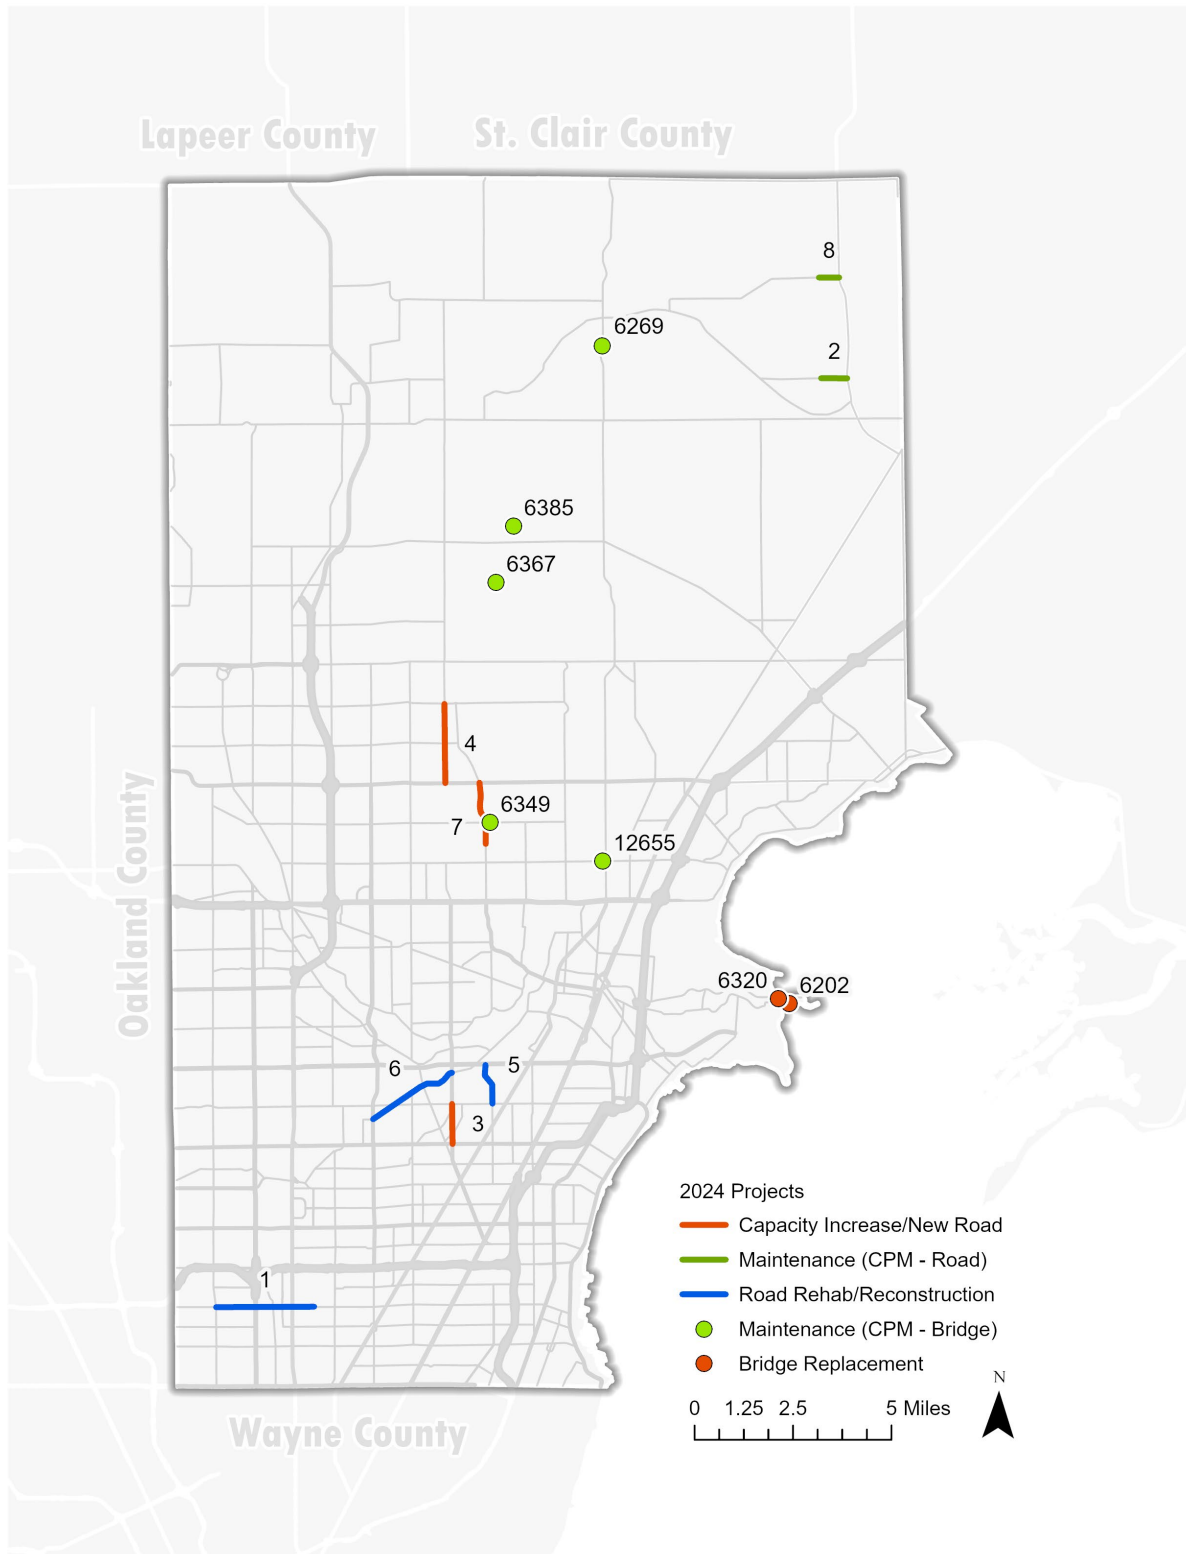 Lapeer County
St. Clair County
8
6269
2
6385
6367
4
6349
7
12655
Oakland County
6320
6202
6
5
3
1
2024 Projects
Capacity Increase/New Road
Maintenance (CPM - Road)
Road Rehab/Reconstruction
Maintenance (CPM - Bridge)
Bridge Replacement
N
0 1.25 2.5 5 Miles
Wayne County